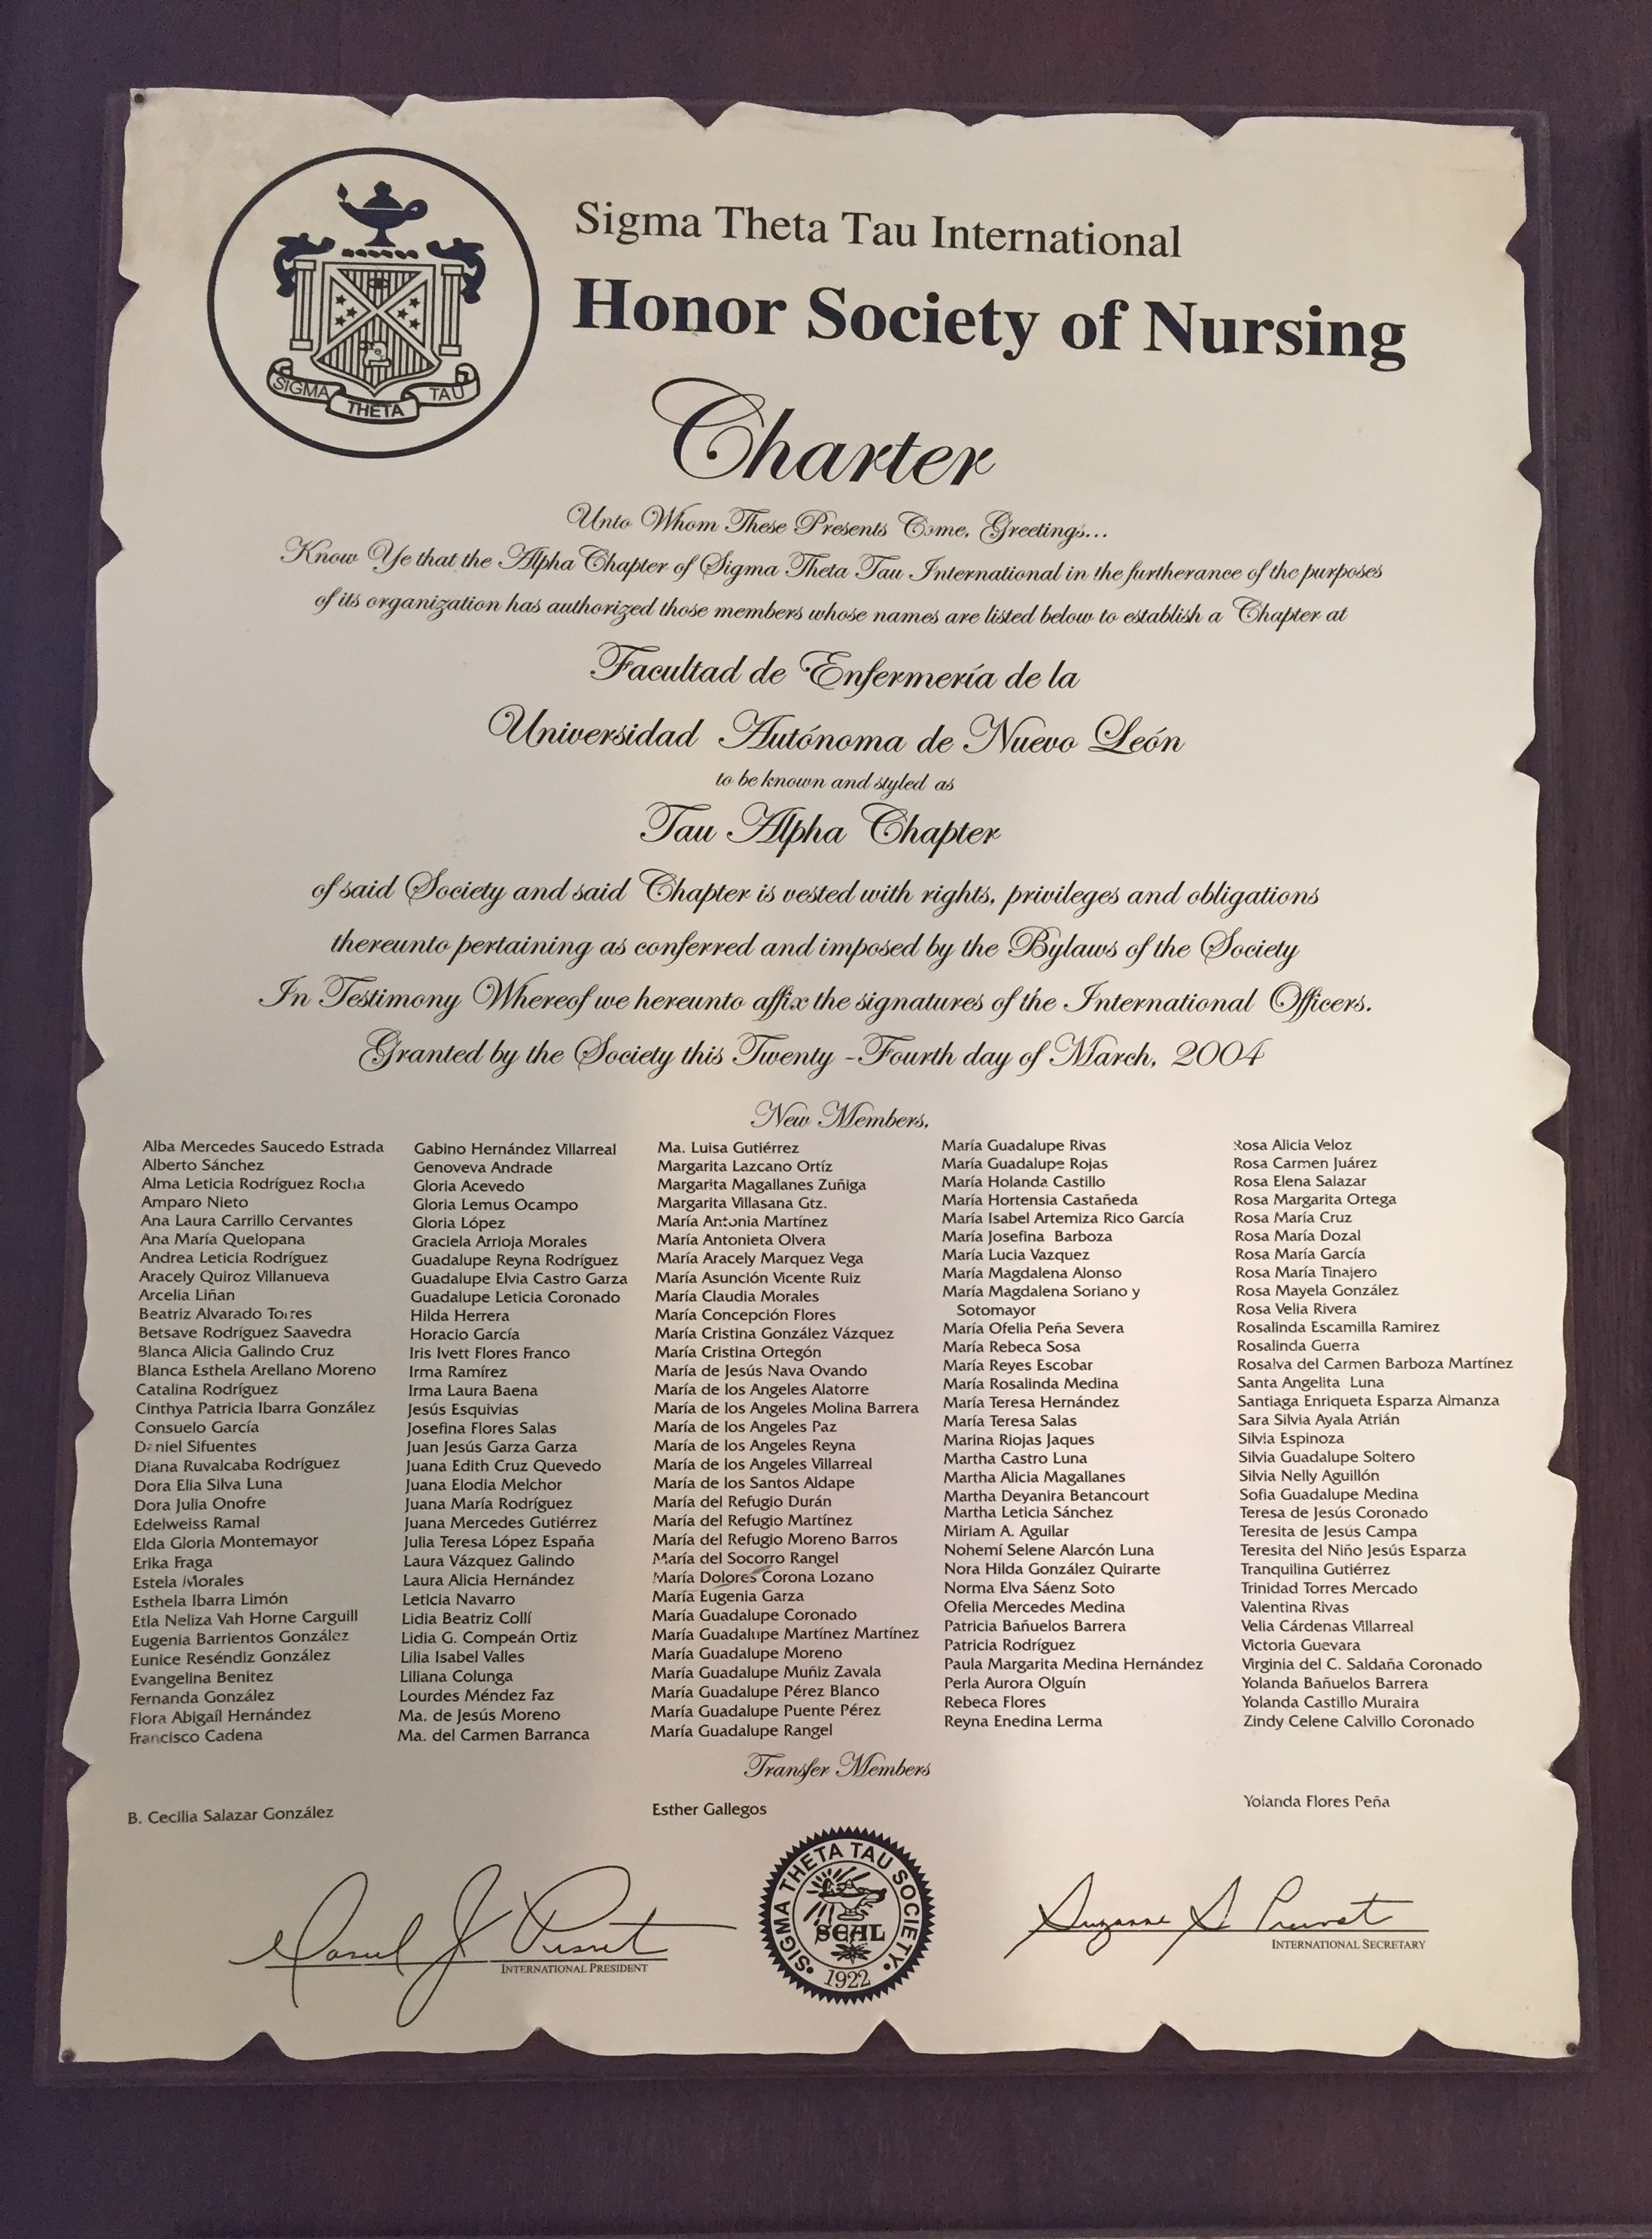 SIGMA
THETA
TAU
Sigma Theta Tau International
Honor Society of Nursing
Charter
Unto Whom These Presents Come, Greetings...
Know Ye that the Alpha Chapter of Sigma Theta Tau International in the furtherance of the purposes
of its organization has authorized those members whose names are listed below to establish a Chapter at
Facultad de Enfermería de la
Universidad Autónoma de Nuevo León
to be known and styled as
Tau Alpha Chapter
of said Society and said Chapter is vested with rights, privileges and obligations
thereunto pertaining as conferred and imposed by the Bylaws of the Society
In Testimony Whereof we hereunto affix the signatures of the International Officers.
Granted by the Society this Twenty - Fourth day of March, 2004
New Members,
Alba Mercedes Saucedo Estrada
Alberto Sánchez
Alma Leticia Rodríguez Rocha
Amparo Nieto
Ana Laura Carrillo Cervantes
Ana María Quelopana
Andrea Leticia Rodríguez
Aracely Quiroz Villanueva
Arcelia Liñan
Beatriz Alvarado Torres
Betsave Rodríguez Saavedra
Blanca Alicia Galindo Cruz
Blanca Esthela Arellano Moreno
Catalina Rodríguez
Cinthya Patricia Ibarra González
Consuelo García
Daniel Sifuentes
Diana Ruvalcaba Rodríguez
Dora Elia Silva Luna
Dora Julia Onofre
Edelweiss Ramal
Elda Gloria Montemayor
Erika Fraga
Estela Morales
Esthela Ibarra Limón
Etla Neliza Vah Horne Carguill
Eugenia Barrientos González
Eunice Reséndiz González
Evangelina Benitez
Fernanda González
Flora Abigaíl Hernández
Francisco Cadena
Gabino Hernández Villarreal
Genoveva Andrade
Gloria Acevedo
Gloria Lemus Ocampo
Gloria López
Graciela Arrioja Morales
Guadalupe Reyna Rodríguez
Guadalupe Elvia Castro Garza
Guadalupe Leticia Coronado
Hilda Herrera
Horacio García
Iris Ivett Flores Franco
Irma Ramírez
Irma Laura Baena
Jesús Esquivias
Josefina Flores Salas
Juan Jesús Garza Garza
Juana Edith Cruz Quevedo
Juana Elodia Melchor
Juana María Rodríguez
Juana Mercedes Gutiérrez
Julia Teresa López España
Laura Vázquez Galindo
Laura Alicia Hernández
Leticia Navarro
Lidia Beatriz Collí
Lidia G. Compeán Ortiz
Lilia Isabel Valles
Liliana Colunga
Lourdes Méndez Faz
Ma. de Jesús Moreno
Ma. del Carmen Barranca
Ma. Luisa Gutiérrez
Margarita Lazcano Ortíz
Margarita Magallanes Zuñiga
Margarita Villasana Gtz.
María Antonia Martínez
María Antonieta Olvera
María Aracely Marquez Vega
María Asunción Vicente Ruiz
María Claudia Morales
María Concepción Flores
María Cristina González Vázquez
María Cristina Ortegón
María de Jesús Nava Ovando
María de los Angeles Alatorre
María de los Angeles Molina Barrera
María de los Angeles Paz
María de los Angeles Reyna
María de los Angeles Villarreal
María de los Santos Aldape
María del Refugio Durán
María del Refugio Martínez
María del Refugio Moreno Barros
María del Socorro Rangel
María Dolores Corona Lozano
María Eugenia Garza
María Guadalupe Coronado
María Guadalupe Martínez Martínez
María Guadalupe Moreno
María Guadalupe Muñiz Zavala
María Guadalupe Pérez Blanco
María Guadalupe Puente Pérez
María Guadalupe Rangel
María Guadalupe Rivas
María Guadalupe Rojas
María Holanda Castillo
María Hortensia Castañeda
María Isabel Artemiza Rico García
María Josefina Barboza
María Lucia Vazquez
María Magdalena Alonso
María Magdalena Soriano y
Sotomayor
María Ofelia Peña Severa
María Rebeca Sosa
María Reyes Escobar
María Rosalinda Medina
María Teresa Hernández
María Teresa Salas
Marina Riojas Jaques
Martha Castro Luna
Martha Alicia Magallanes
Martha Deyanira Betancourt
Martha Leticia Sánchez
Miriam A. Aguilar
Nohemí Selene Alarcón Luna
Nora Hilda González Quirarte
Norma Elva Sáenz Soto
Ofelia Mercedes Medina
Patricia Bañuelos Barrera
Patricia Rodríguez
Paula Margarita Medina Hernández
Perla Aurora Olguín
Rebeca Flores
Reyna Enedina Lerma
Rosa Alicia Veloz
Rosa Carmen Juárez
Rosa Elena Salazar
Rosa Margarita Ortega
Rosa María Cruz
Rosa María Dozal
Rosa María García
Rosa María Tinajero
Rosa Mayela González
Rosa Velia Rivera
Rosalinda Escamilla Ramirez
Rosalinda Guerra
Rosalva del Carmen Barboza Martínez
Santa Angelita Luna
Santiaga Enriqueta Esparza Almanza
Sara Silvia Ayala Atrián
Silvia Espinoza
Silvia Guadalupe Soltero
Silvia Nelly Aguillón
Sofia Guadalupe Medina
Teresa de Jesús Coronado
Teresita de Jesús Campa
Teresita del Niño Jesús Esparza
Tranquilina Gutiérrez
Trinidad Torres Mercado
Valentina Rivas
Velia Cárdenas Villarreal
Victoria Guevara
Virginia del C. Saldaña Coronado
Yolanda Bañuelos Barrera
Yolanda Castillo Muraira
Zindy Celene Calvillo Coronado
Transfer Members
B. Cecilia Salazar González
Esther Gallegos
Yolanda Flores Peña
INTERNATIONAL PRESIDENT
SIGMA THETA TAU SOCIETY
SEAL
1922
Suzanne S Prevost
INTERNATIONAL SECRETARY